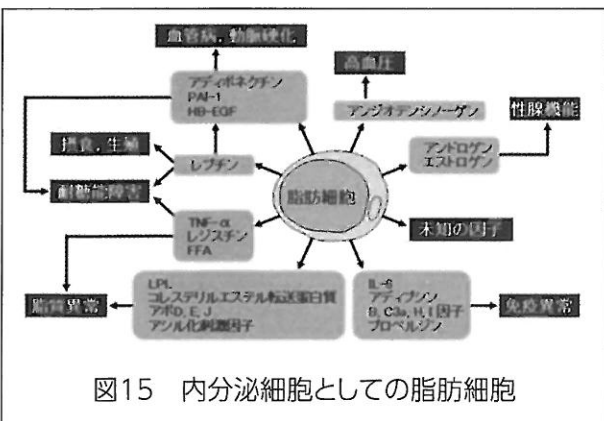 血管病, 動脈硬化
高血圧
アディポネクチン
PAI-1
HB-EGF
アンジオテンシノーゲン
性腺機能
摂食, 生殖
アンドロゲン
エストロゲン
レプチン
耐糖能障害
脂肪細胞
TNF-α
レジスチン
FFA
未知の因子
LPL
コレステリルエステル転送蛋白質
アポD, E, J
アシル化刺激因子
IL-6
アディプシン
B, C3a, H, I 因子
プロペルジン
脂質異常
免疫異常
図15 内分泌細胞としての脂肪細胞